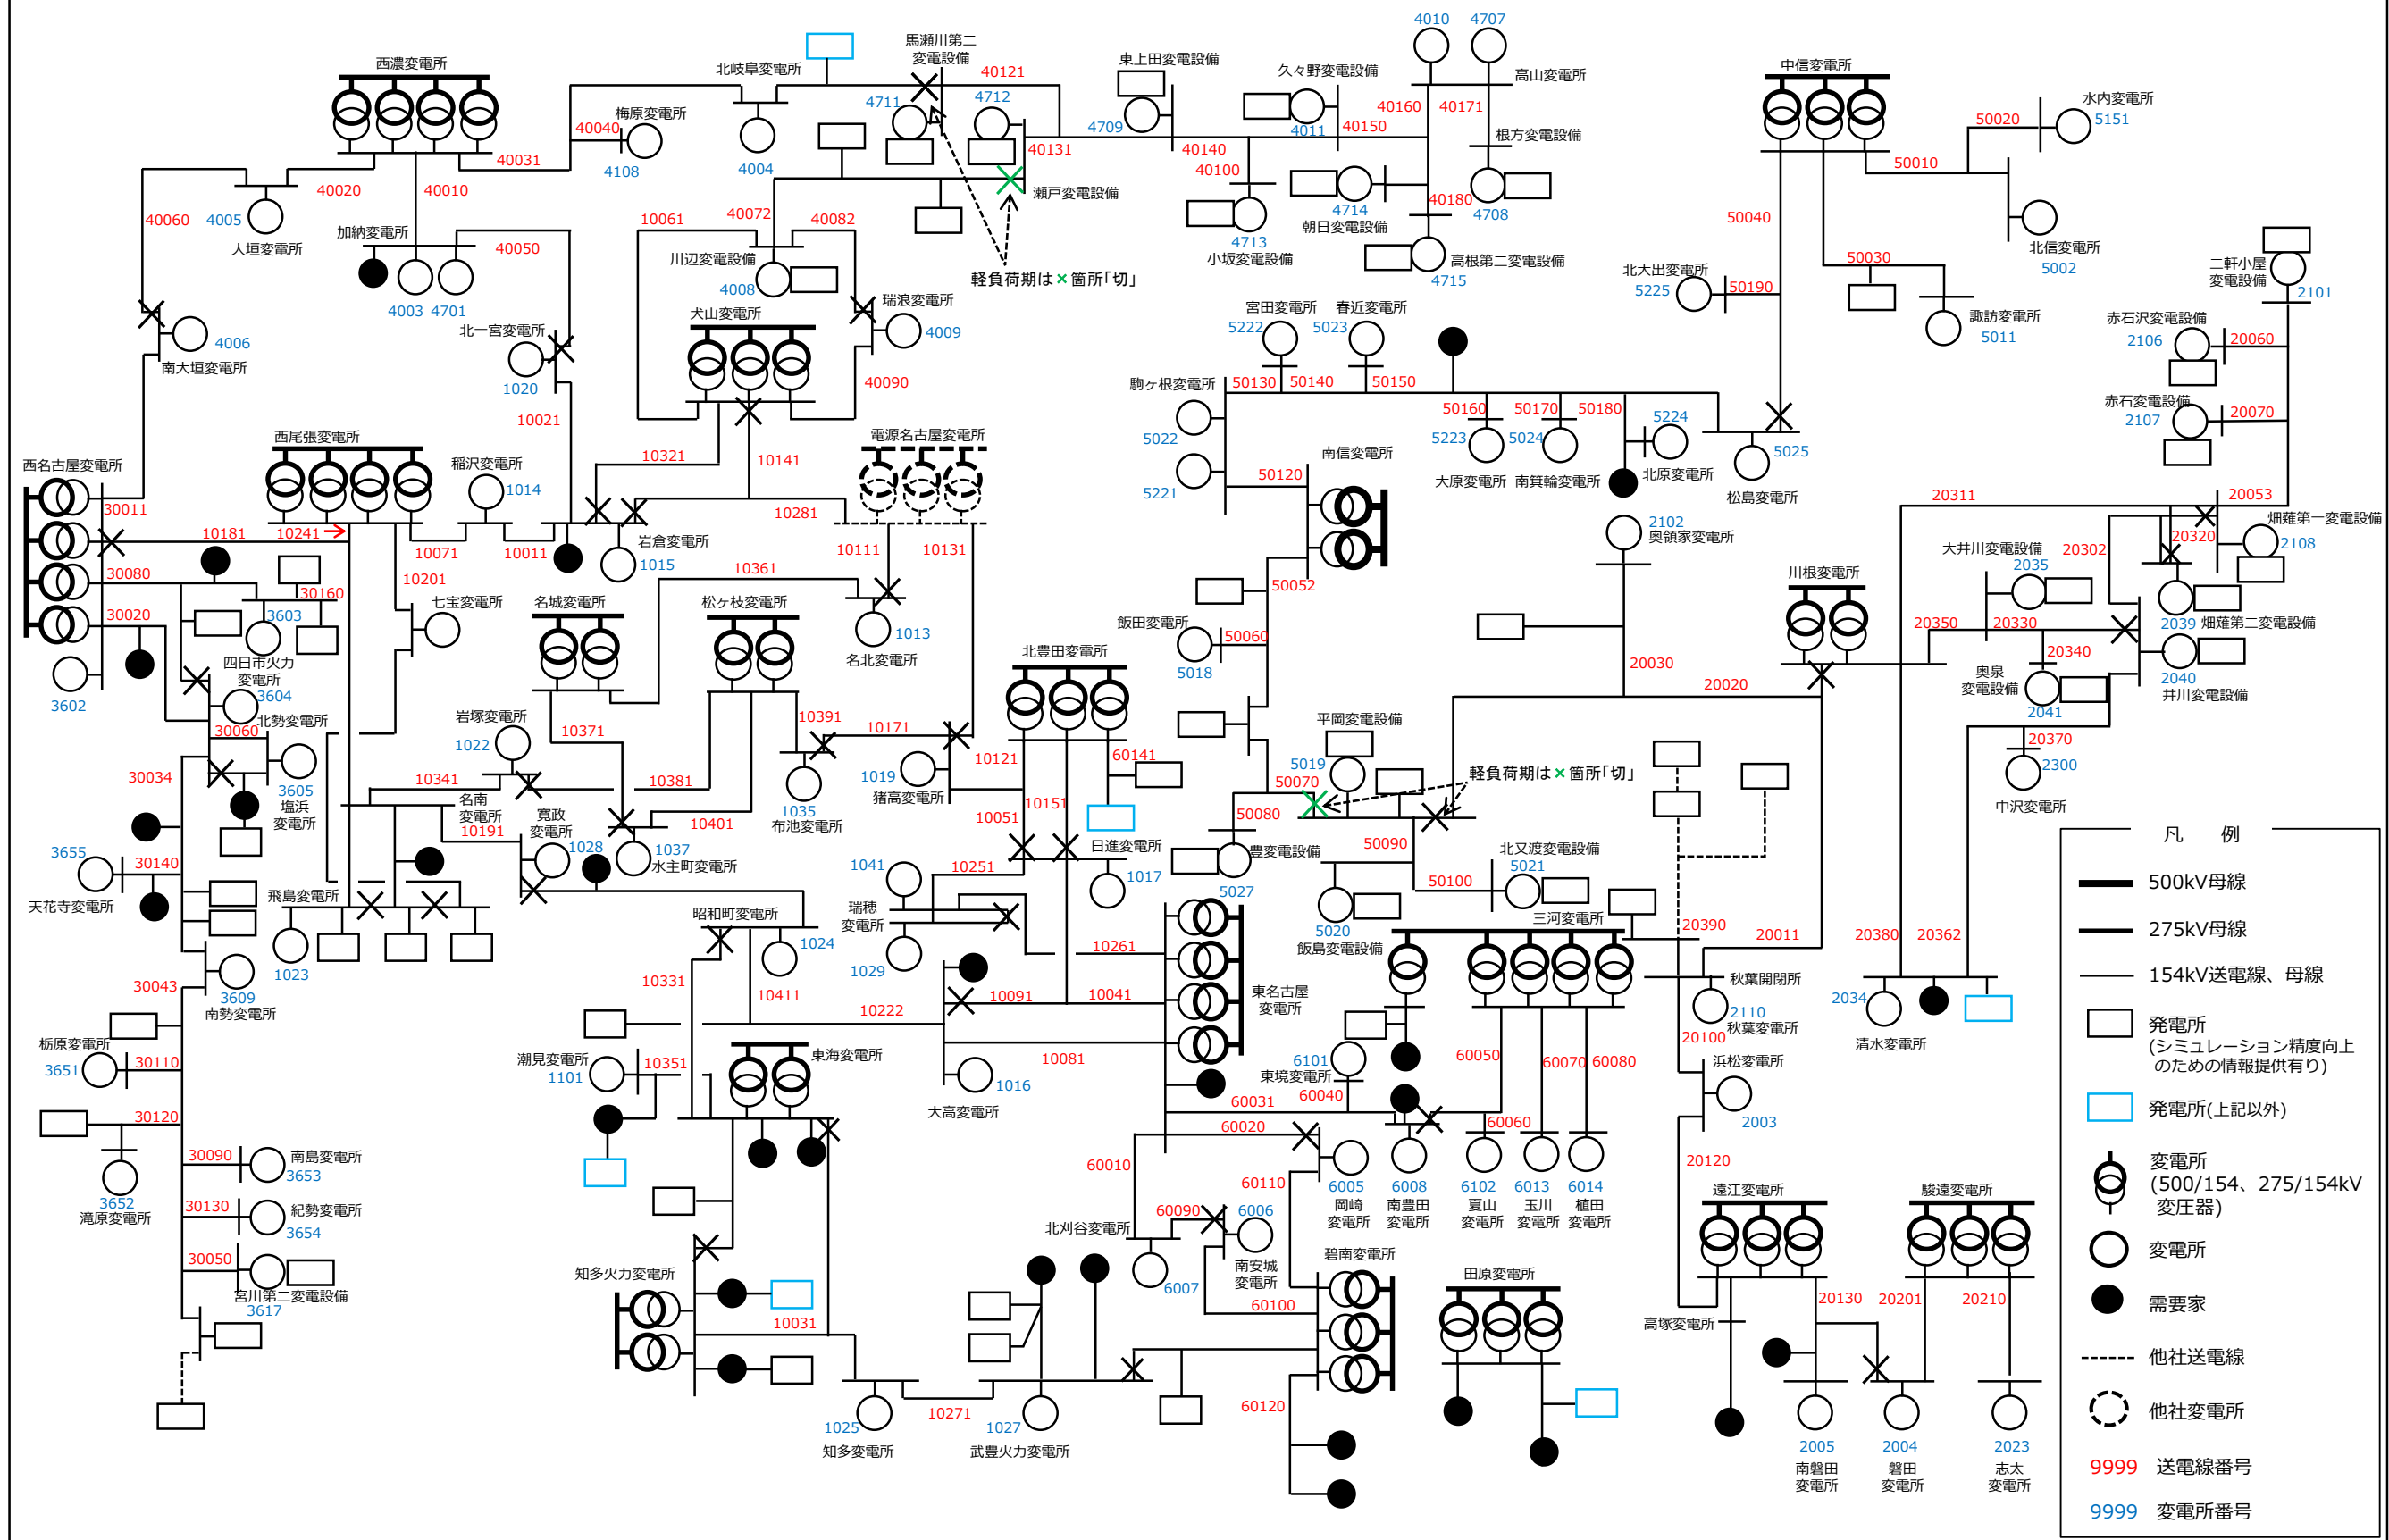 西濃変電所
40020
40010
40031
40040
梅原変電所
4108
北岐阜変電所
4004
馬瀬川第二
変電設備
40121
4711
4712
40131
瀬戸変電設備
軽負荷期は×箇所「切」
東上田変電設備
4709
40140
40100
4713
小坂変電設備
久々野変電設備
4011
40150
4714
朝日変電設備
4010
4707
高山変電所
40160
40171
根方変電設備
4708
40180
高根第二変電設備
4715
中信変電所
50020
水内変電所
5151
50010
北信変電所
5002
50040
50030
諏訪変電所
5011
北大出変電所
5225
50190
二軒小屋
変電設備
2101
赤石沢変電設備
2106
20060
赤石変電設備
2107
20070
40060
4005
大垣変電所
4006
南大垣変電所
加納変電所
4003
4701
40050
北一宮変電所
1020
10021
10061
40072
40082
川辺変電設備
4008
瑞浪変電所
4009
犬山変電所
40090
10321
10141
10281
電源名古屋変電所
10111
10131
宮田変電所
5222
春近変電所
5023
駒ヶ根変電所
5022
5221
50130
50140
50150
50160
50170
50180
5223
大原変電所
5024
南箕輪変電所
5224
北原変電所
5025
松島変電所
南信変電所
50120
50052
飯田変電所
5018
50060
50070
50080
2102
奥領家変電所
20030
20020
20311
20053
20302
20320
畑薙第一変電設備
2108
大井川変電設備
2035
2039
畑薙第二変電設備
川根変電所
20350
20330
20340
奥泉
変電設備
2041
2040
井川変電設備
20370
2300
中沢変電所
西名古屋変電所
30011
10181
10241
30080
30020
30160
3602
3603
四日市火力
変電所
3604
北勢変電所
30060
3605
塩浜
変電所
30034
西尾張変電所
稲沢変電所
1014
10071
10011
岩倉変電所
1015
10201
七宝変電所
名城変電所
松ヶ枝変電所
10361
1013
名北変電所
10371
10381
10391
10401
10171
1019
猪高変電所
1035
布池変電所
岩塚変電所
1022
10341
名南
変電所
10191
寛政
変電所
1028
1037
水主町変電所
北豊田変電所
60141
10121
10151
10051
日進変電所
1017
10251
1041
瑞穂
変電所
1029
平岡変電設備
5019
軽負荷期は×箇所「切」
50090
豊変電設備
5027
5020
飯島変電設備
50100
北又渡変電設備
5021
3655
天花寺変電所
30140
30043
3609
南勢変電所
飛島変電所
1023
昭和町変電所
1024
10331
10411
10222
10261
10091
10041
10081
東名古屋
変電所
1016
大高変電所
潮見変電所
1101
10351
東海変電所
三河変電所
6101
東境変電所
60040
60031
60050
60070
60080
60060
60020
60010
20390
20011
秋葉開閉所
2110
秋葉変電所
20100
20380
20362
2034
清水変電所
浜松変電所
2003
20120
栃原変電所
3651
30110
30120
3652
滝原変電所
30090
南島変電所
3653
30130
紀勢変電所
3654
30050
宮川第二変電設備
3617
知多火力変電所
10031
1025
知多変電所
10271
1027
武豊火力変電所
北刈谷変電所
6007
60090
6006
南安城
変電所
60110
60100
碧南変電所
60120
6005
岡崎
変電所
6008
南豊田
変電所
6102
夏山
変電所
6013
玉川
変電所
6014
植田
変電所
田原変電所
遠江変電所
駿遠変電所
高塚変電所
20130
20201
20210
2005
南磐田
変電所
2004
磐田
変電所
2023
志太
変電所
凡　例
500kV母線
275kV母線
154kV送電線、母線
発電所
(シミュレーション精度向上
のための情報提供有り)
発電所(上記以外)
変電所
(500/154、275/154kV
変圧器)
変電所
需要家
他社送電線
他社変電所
9999 送電線番号
9999 変電所番号